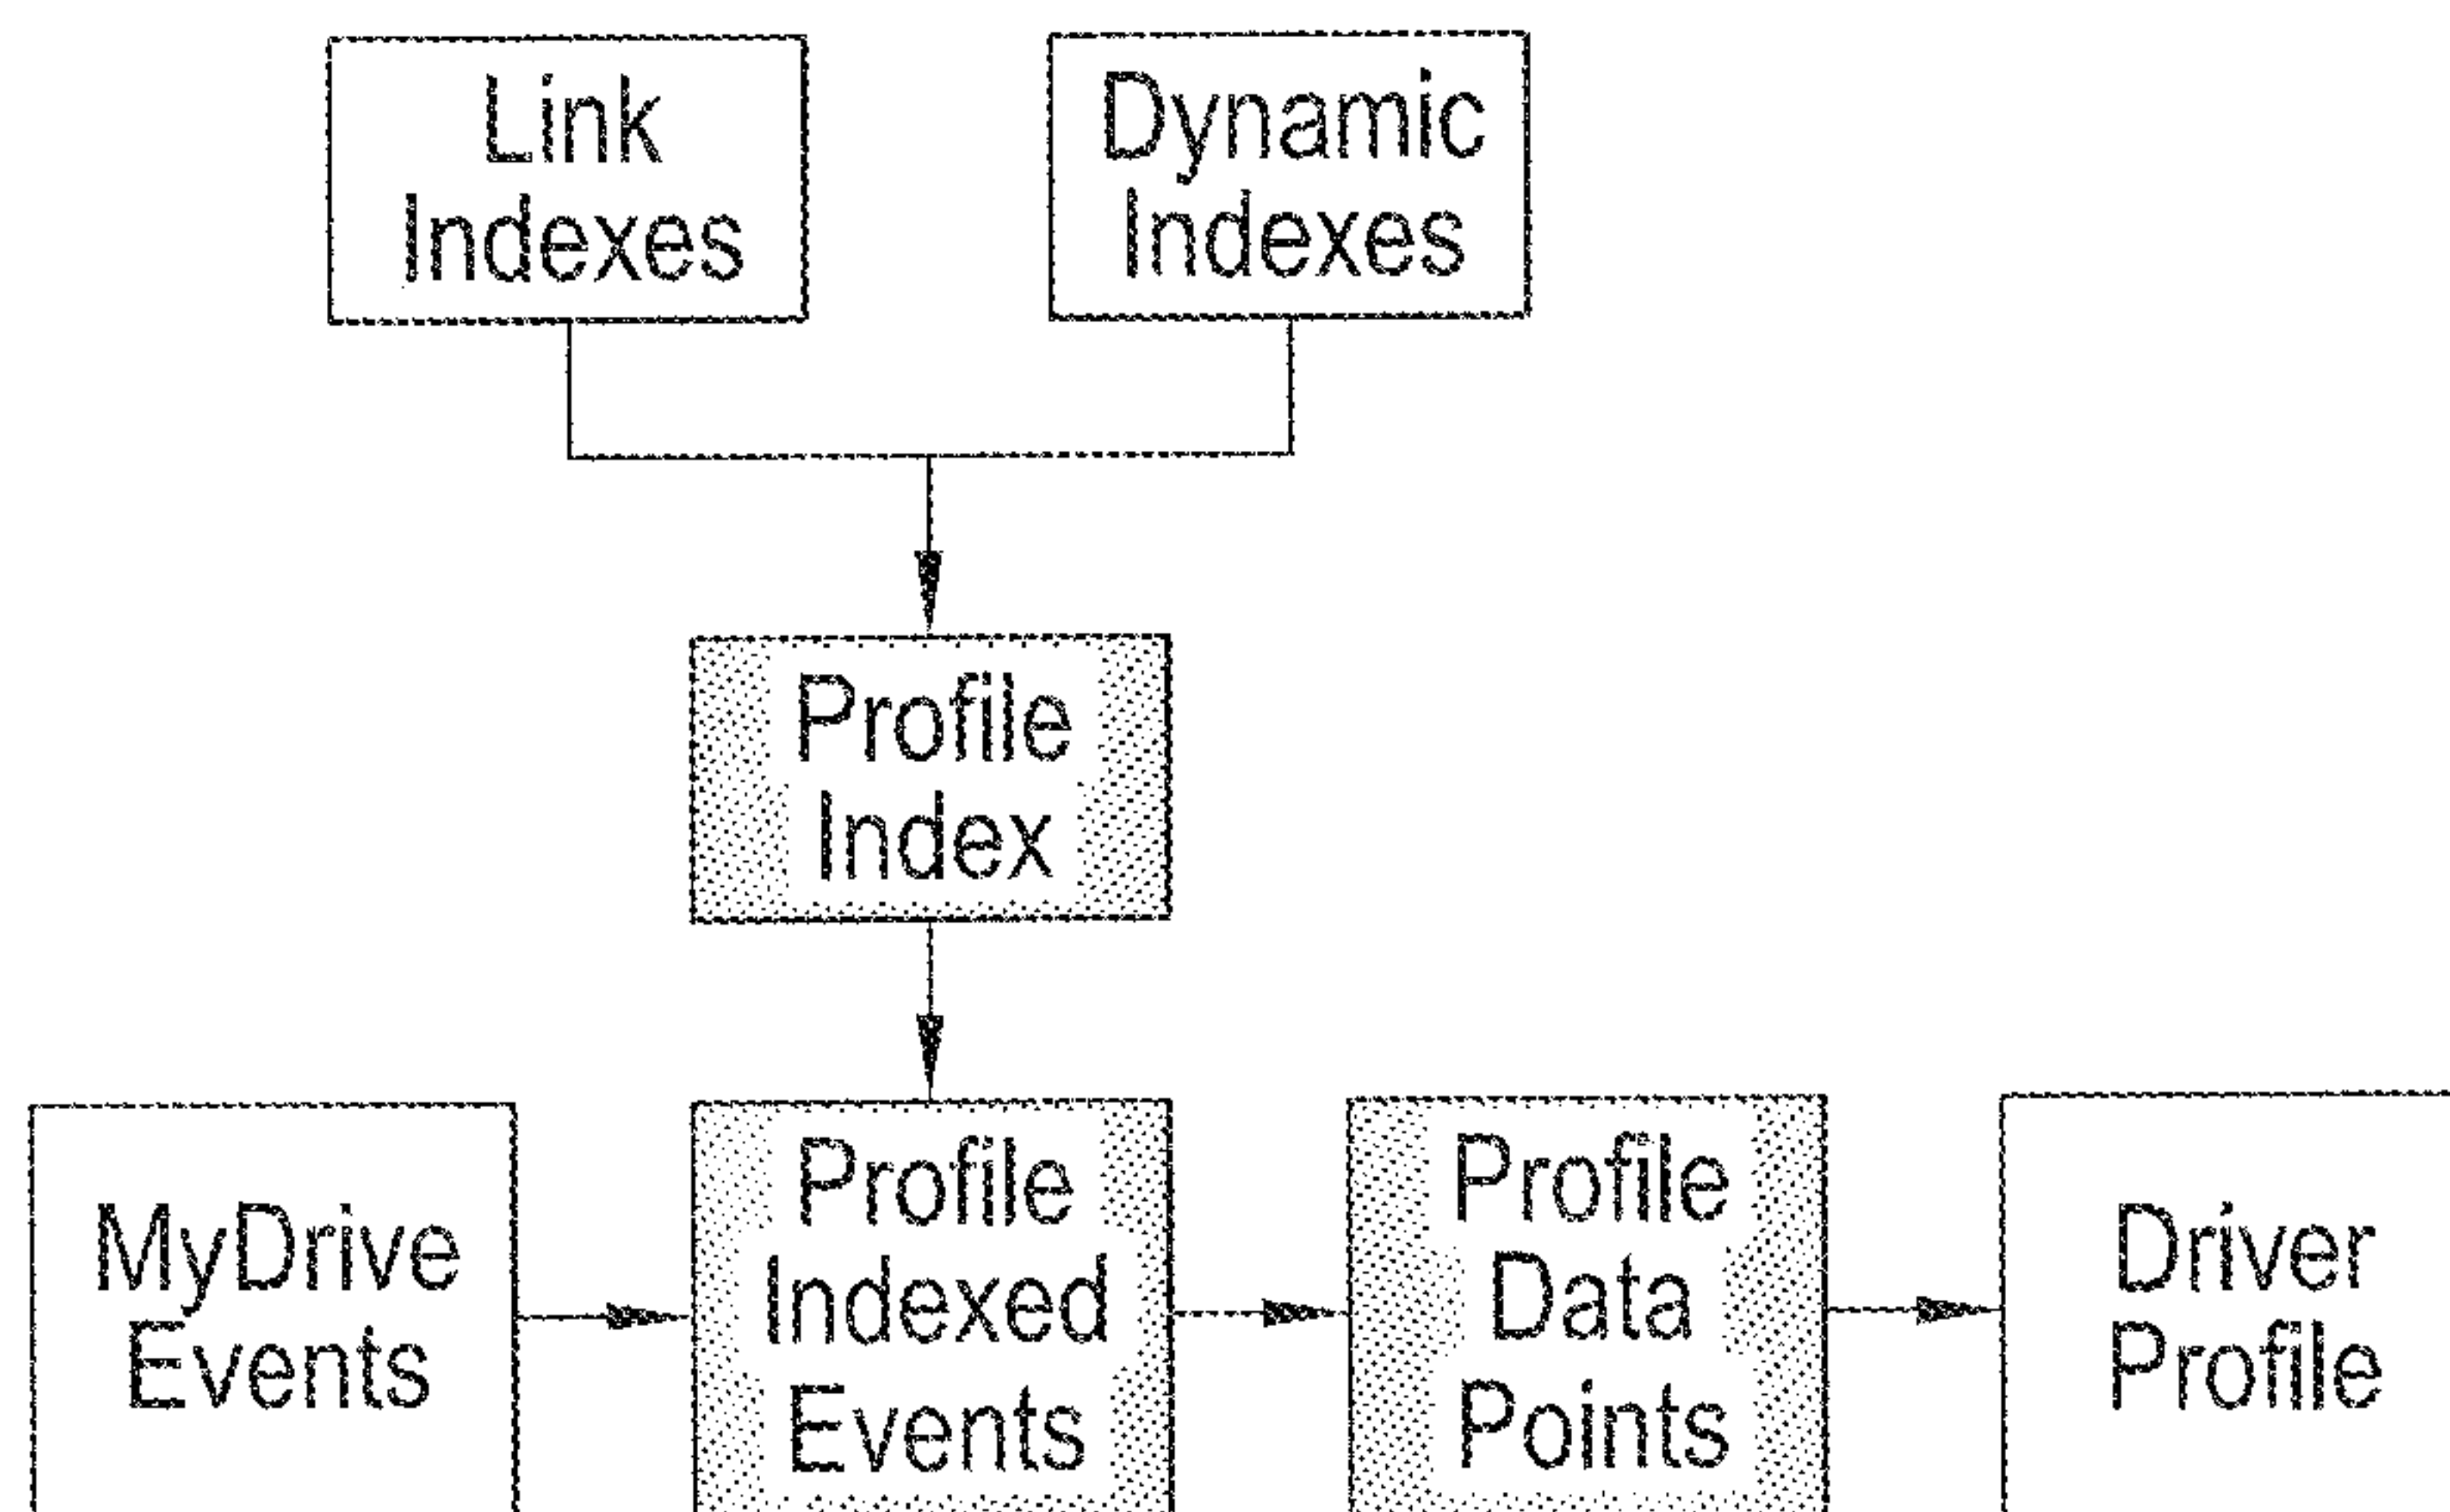 Link
Indexes
Dynamic
Indexes
Profile
Index
MyDrive
Events
Profile
Indexed
Events
Profile
Data
Points
Driver
Profile